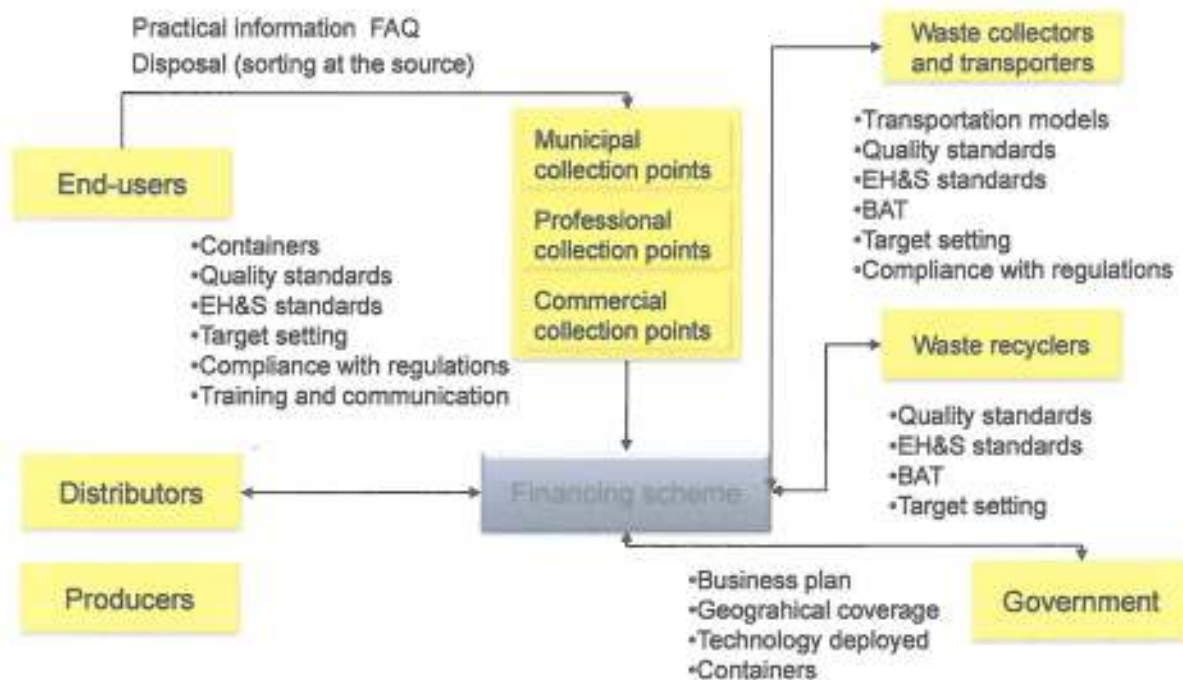 Practical information FAQ
Disposal (sorting at the source)
End-users
•Containers
•Quality standards
•EH&S standards
•Target setting
•Compliance with regulations
•Training and communication
Municipal
collection points
Professional
collection points
Commercial
collection points
Waste collectors
and transporters
•Transportation models
•Quality standards
•EH&S standards
•BAT
•Target setting
•Compliance with regulations
Waste recyclers
•Quality standards
•EH&S standards
•BAT
•Target setting
Distributors
Financing scheme
Producers
•Business plan
•Geograhical coverage
•Technology deployed
•Containers
Government